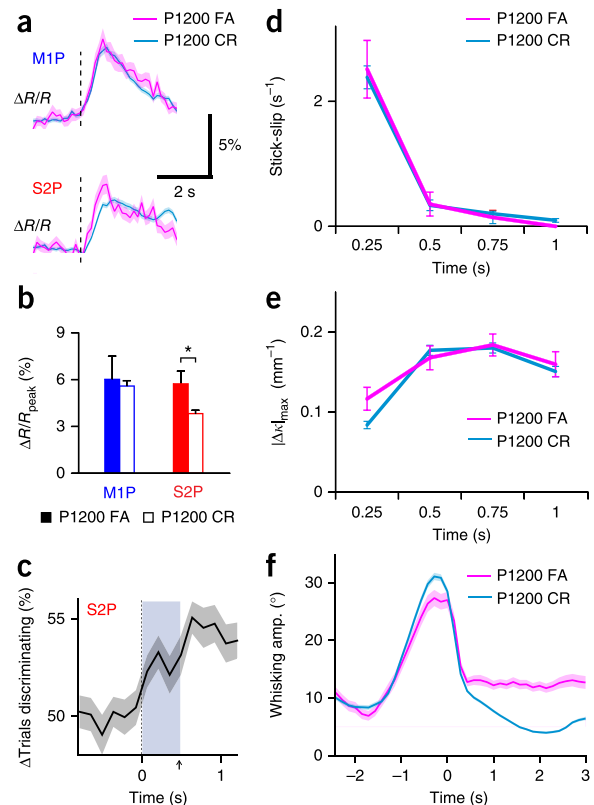 a
P1200 FA
P1200 CR
M1P
ΔR/R
5%
2 s
S2P
ΔR/R
b
9
6
3
0
ΔR/Rpeak (%)
*
M1P
S2P
P1200 FA
P1200 CR
c
S2P
55
50
ΔTrials discriminating (%)
0
1
Time (s)
d
P1200 FA
P1200 CR
2
0
Stick-slip (s⁻¹)
0.25
0.5
0.75
1
Time (s)
e
0.2
0.1
0
|Δκ|max (mm⁻¹)
P1200 FA
P1200 CR
0.25
0.5
0.75
1
Time (s)
f
P1200 FA
P1200 CR
30
20
10
0
Whisking amp. (°)
−2
−1
0
1
2
3
Time (s)